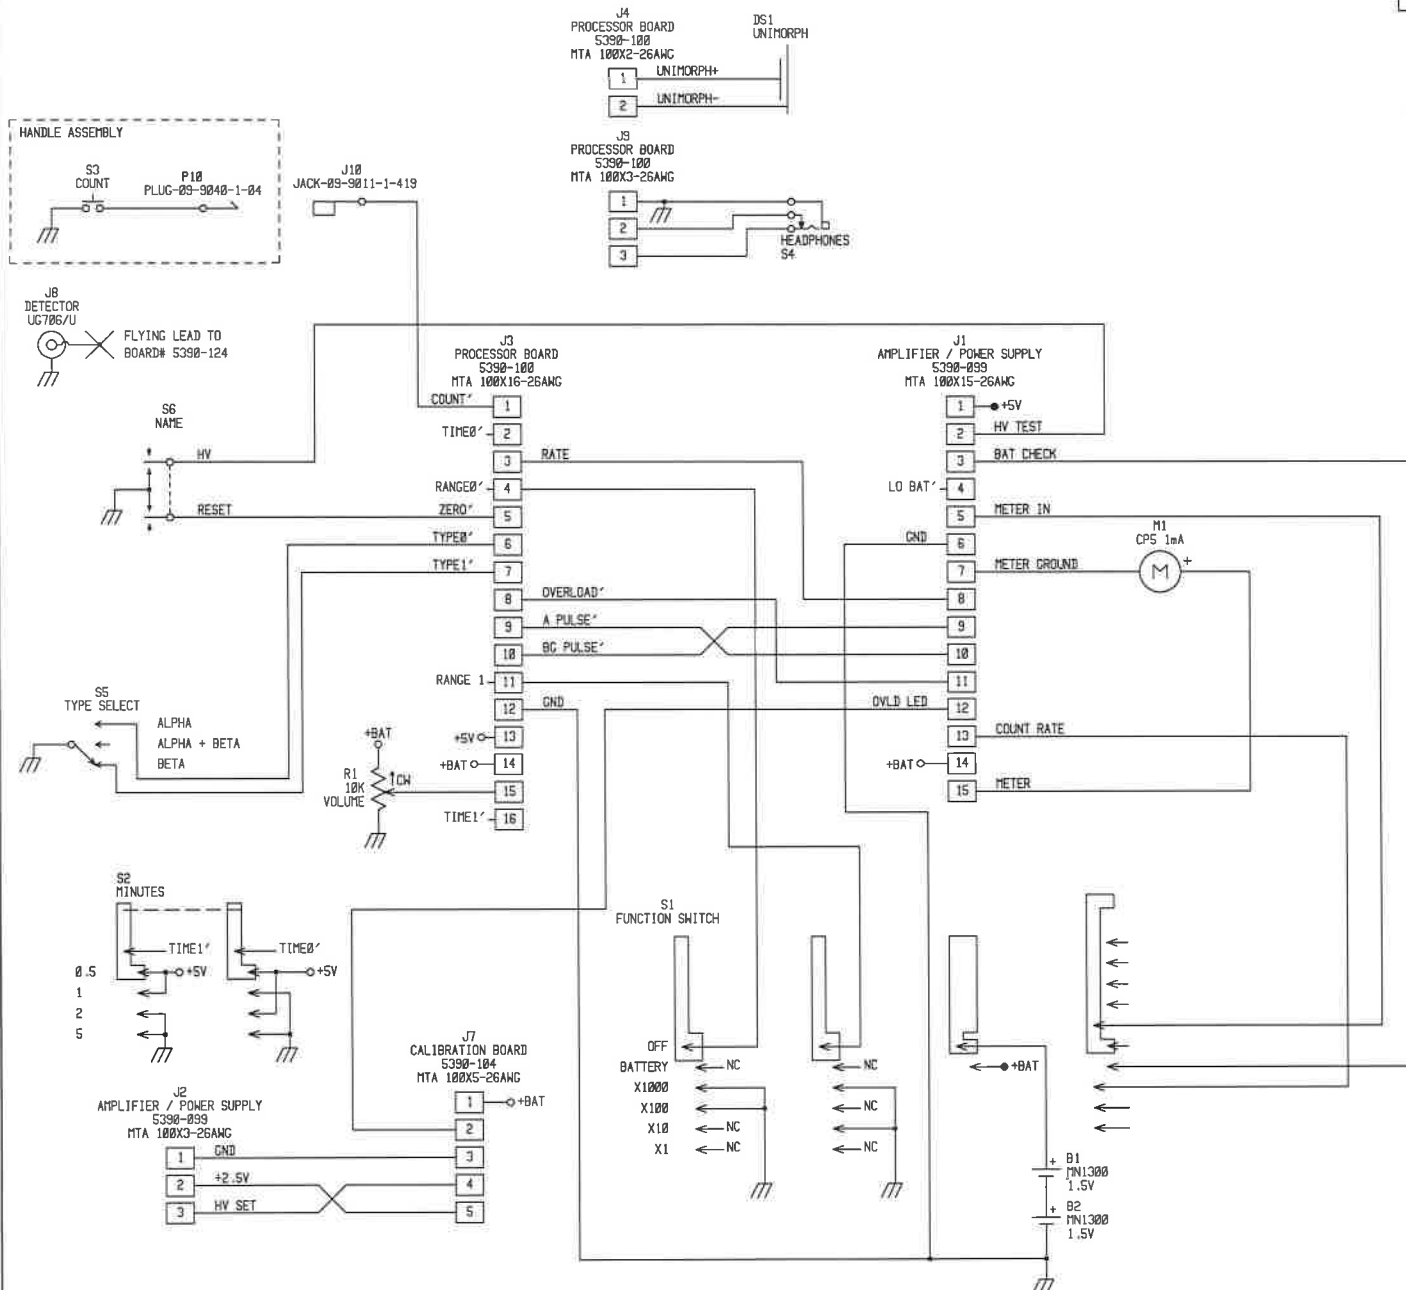 J4
PROCESSOR BOARD
5390-100
MTA 100X2-26AWG
1 UNIMORPH+
2 UNIMORPH-
DS1
UNIMORPH
J9
PROCESSOR BOARD
5390-100
MTA 100X3-26AWG
1
2
3
HEADPHONES
S4
HANDLE ASSEMBLY
S3
COUNT
P10
PLUG-09-9040-1-04
J10
JACK-09-9011-1-419
J8
DETECTOR
UG706/U
FLYING LEAD TO
BOARD# 5390-124
S6
NAME
HV
RESET
J3
PROCESSOR BOARD
5390-100
MTA 100X16-26AWG
COUNT' 1
TIME0' 2
3 RATE
RANGE0' 4
ZERO' 5
TYPE0' 6
TYPE1' 7
8 OVERLOAD'
9 A PULSE'
10 BG PULSE'
RANGE 1 11
12 GND
+5V 13
+BAT 14
15
TIME1' 16
J1
AMPLIFIER / POWER SUPPLY
5390-099
MTA 100X15-26AWG
1 +5V
2 HV TEST
3 BAT CHECK
LO BAT' 4
5 METER IN
GND 6
7 METER GROUND
8
9
10
11
OVLD LED 12
13 COUNT RATE
+BAT 14
15 METER
M1
CPS 1mA
M +
S5
TYPE SELECT
ALPHA
ALPHA + BETA
BETA
+BAT
R1
10K
VOLUME
CW
S2
MINUTES
TIME1' TIME0'
0.5 +5V +5V
1
2
5
S1
FUNCTION SWITCH
OFF
BATTERY NC NC +BAT
X1000
X100 NC
X10 NC
X1 NC NC
J7
CALIBRATION BOARD
5390-104
MTA 100X5-26AWG
1 +BAT
2
3
4
5
J2
AMPLIFIER / POWER SUPPLY
5390-099
MTA 100X3-26AWG
1 GND
2 +2.5V
3 HV SET
+ B1
MN1300
1.5V
+ B2
MN1300
1.5V